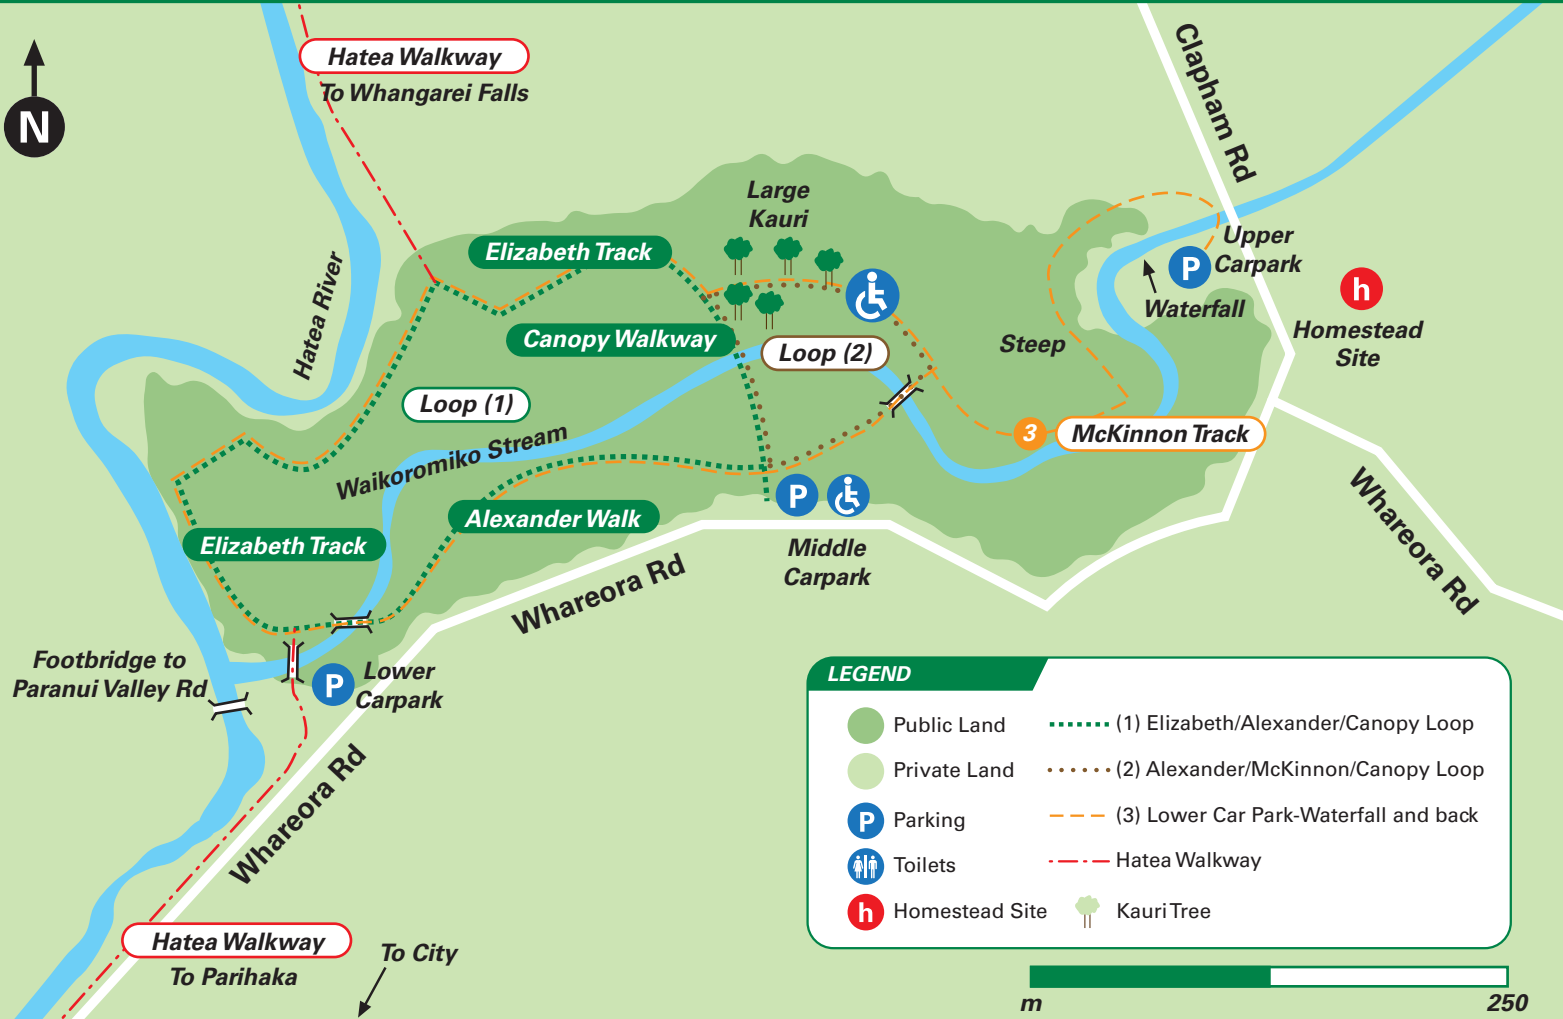 Hatea Walkway
To Whangarei Falls
N
Clapham Rd
Large
Kauri
Elizabeth Track
Upper
Carpark
P
h
Homestead
Site
Waterfall
Hatea River
Canopy Walkway
Loop (2)
Steep
Loop (1)
3
McKinnon Track
Waikoromiko Stream
Alexander Walk
P
Middle
Carpark
Whareora Rd
Elizabeth Track
Whareora Rd
Footbridge to
Paranui Valley Rd
P
Lower
Carpark
Whareora Rd
Hatea Walkway
To Parihaka
To City
LEGEND
Public Land
Private Land
P Parking
Toilets
h Homestead Site
(1) Elizabeth/Alexander/Canopy Loop
(2) Alexander/McKinnon/Canopy Loop
(3) Lower Car Park-Waterfall and back
Hatea Walkway
Kauri Tree
m 250